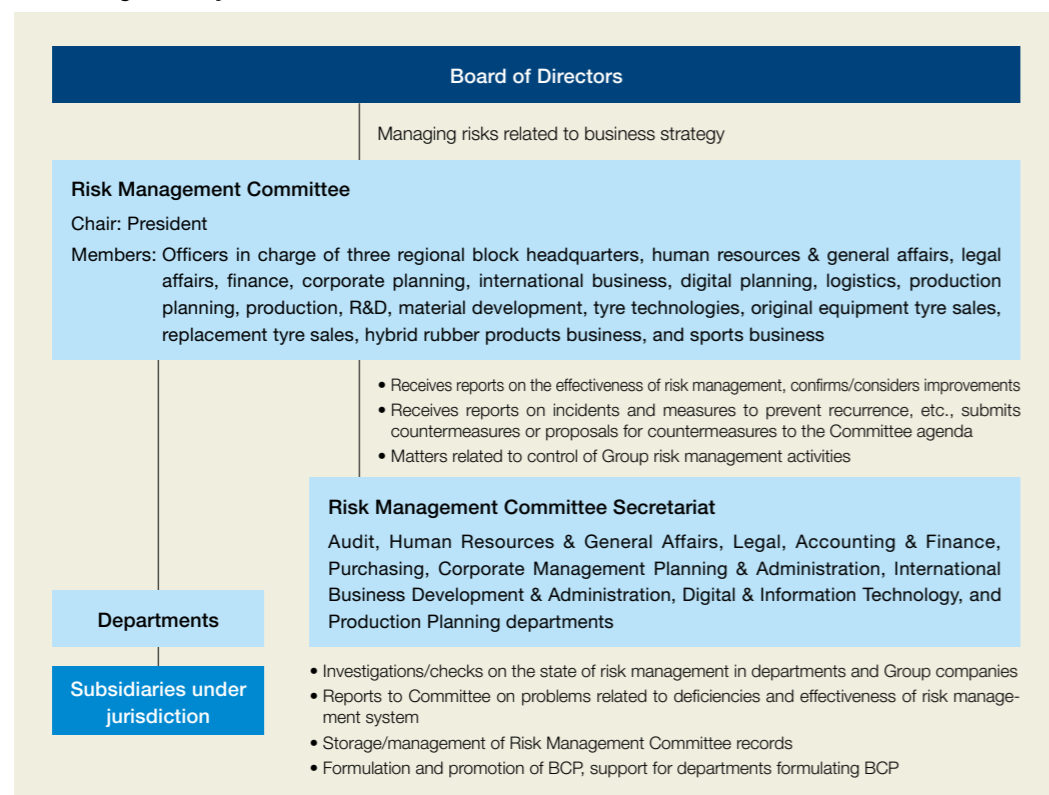 Board of Directors
Managing risks related to business strategy
Risk Management Committee
Chair: President
Members: Officers in charge of three regional block headquarters, human resources & general affairs, legal
affairs, finance, corporate planning, international business, digital planning, logistics, production
planning, production, R&D, material development, tyre technologies, original equipment tyre sales,
replacement tyre sales, hybrid rubber products business, and sports business
• Receives reports on the effectiveness of risk management, confirms/considers improvements
• Receives reports on incidents and measures to prevent recurrence, etc., submits
countermeasures or proposals for countermeasures to the Committee agenda
• Matters related to control of Group risk management activities
Risk Management Committee Secretariat
Audit, Human Resources & General Affairs, Legal, Accounting & Finance,
Purchasing, Corporate Management Planning & Administration, International
Business Development & Administration, Digital & Information Technology, and
Production Planning departments
Departments
Subsidiaries under
jurisdiction
• Investigations/checks on the state of risk management in departments and Group companies
• Reports to Committee on problems related to deficiencies and effectiveness of risk manage-
ment system
• Storage/management of Risk Management Committee records
• Formulation and promotion of BCP, support for departments formulating BCP